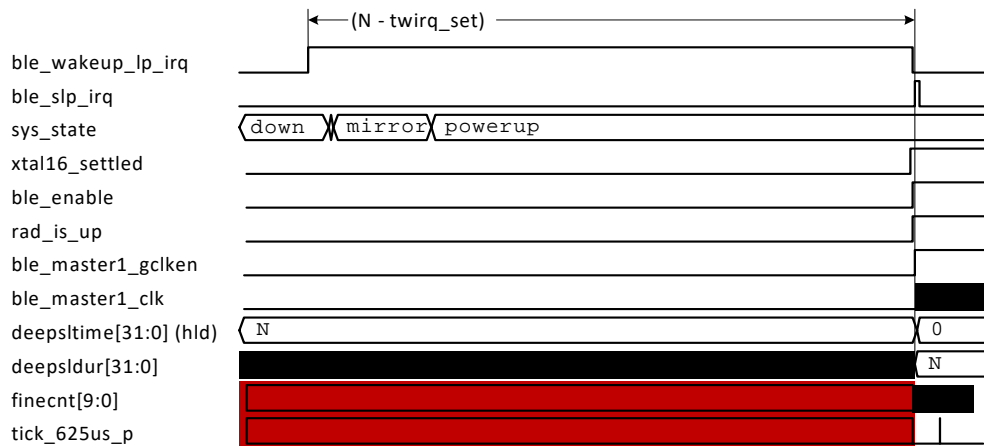 (N - twirq_set)
ble_wakeup_lp_irq
ble_slp_irq
sys_state down mirror powerup
xtal16_settled
ble_enable
rad_is_up
ble_master1_gclken
ble_master1_clk
deepsltime[31:0] (hld) N 0
deepsldur[31:0] N
finecnt[9:0]
tick_625us_p